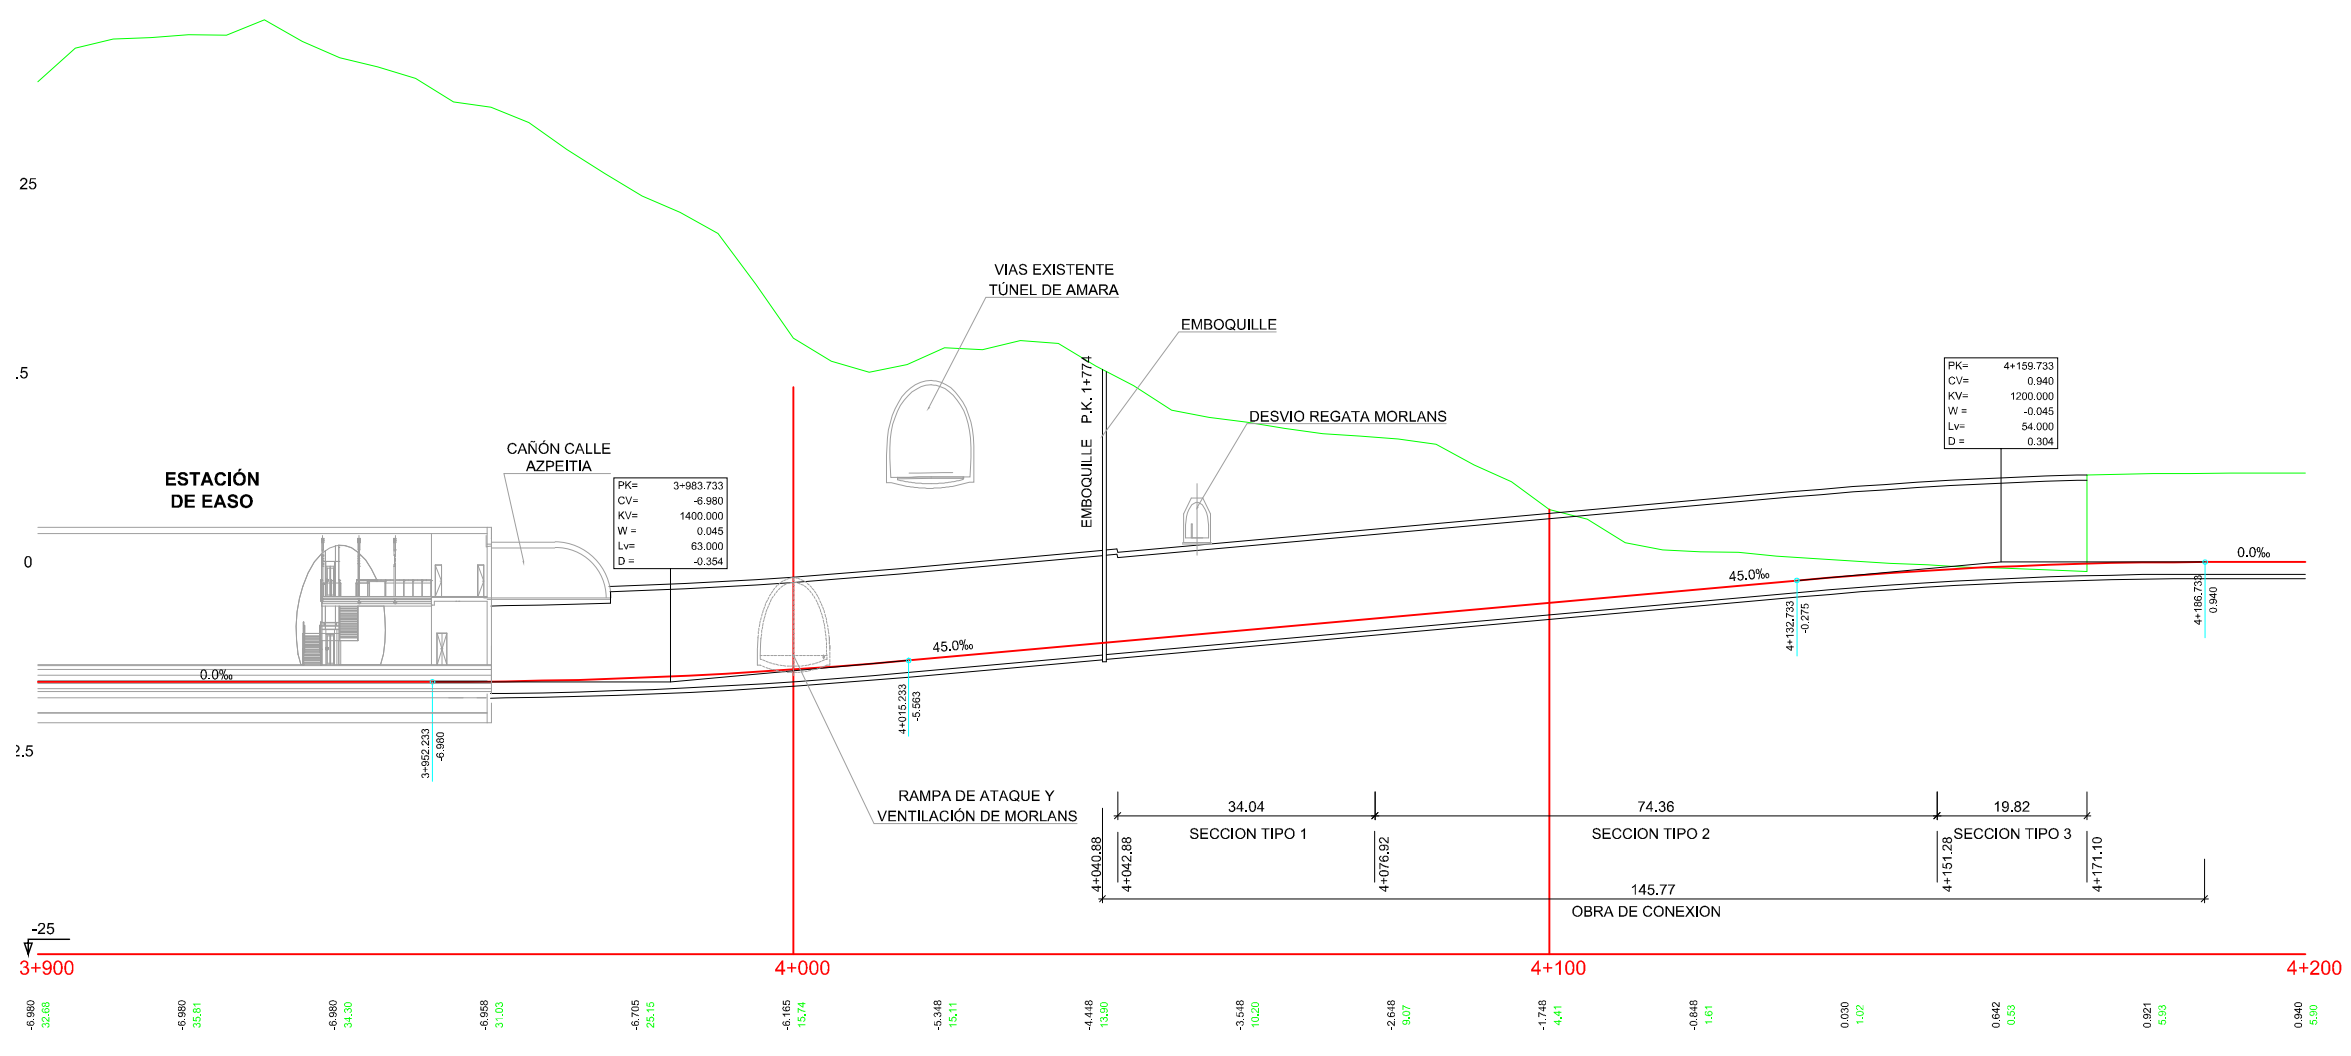 25
.5
0
2.5
-25
VIAS EXISTENTE
TÚNEL DE AMARA
EMBOQUILLE
EMBOQUILLE P.K. 1+774
DESVIO REGATA MORLANS
CAÑÓN CALLE
AZPEITIA
ESTACIÓN
DE EASO
PK= 3+983.733
CV= -6.980
KV= 1400.000
W = 0.045
Lv= 63.000
D = -0.354
PK= 4+159.733
CV= 0.940
KV= 1200.000
W = -0.045
Lv= 54.000
D = 0.304
0.0‰
45.0‰
45.0‰
0.0‰
3+952.233
-6.980
4+015.233
-5.563
4+132.733
-0.275
4+186.733
0.940
RAMPA DE ATAQUE Y
VENTILACIÓN DE MORLANS
34.04
74.36
19.82
SECCION TIPO 1
SECCION TIPO 2
SECCION TIPO 3
4+040.88
4+042.88
4+076.92
4+151.28
4+171.10
145.77
OBRA DE CONEXION
3+900
4+000
4+100
4+200
-6.980
32.68
-6.980
35.81
-6.980
34.30
-6.958
31.03
-6.705
25.15
-6.165
15.74
-5.348
15.11
-4.448
13.90
-3.548
10.20
-2.648
9.07
-1.748
4.41
-0.848
1.61
0.030
1.02
0.642
0.53
0.921
5.93
0.940
5.90